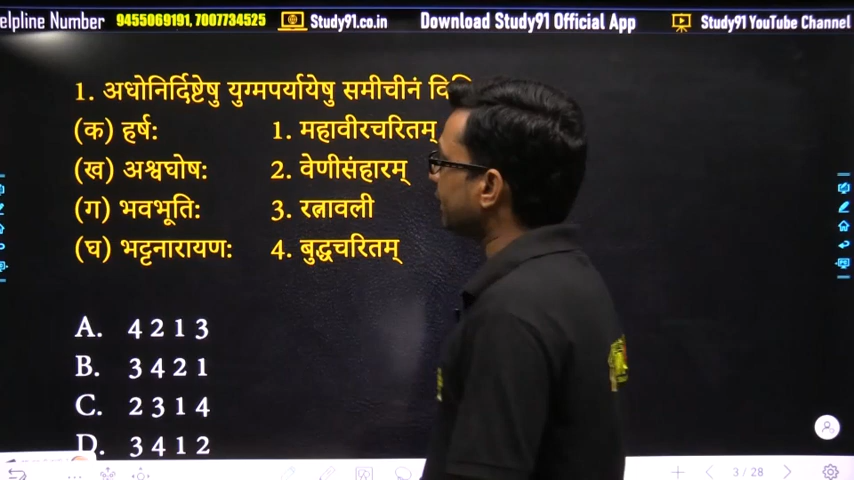 elpline Number 9455069191, 7007734525 Study91.co.in Download Study91 Official App Study91 YouTube Channel
1. अधोनिर्दिष्टेषु युग्मपर्यायेषु समीचीनं
(क) हर्ष: 1. महावीरचरितम्
(ख) अश्वघोष: 2. वेणीसंहारम्
(ग) भवभूति: 3. रत्नावली
(घ) भट्टनारायण: 4. बुद्धचरितम्
A. 4 2 1 3
B. 3 4 2 1
C. 2 3 1 4
D. 3 4 1 2
3 / 28